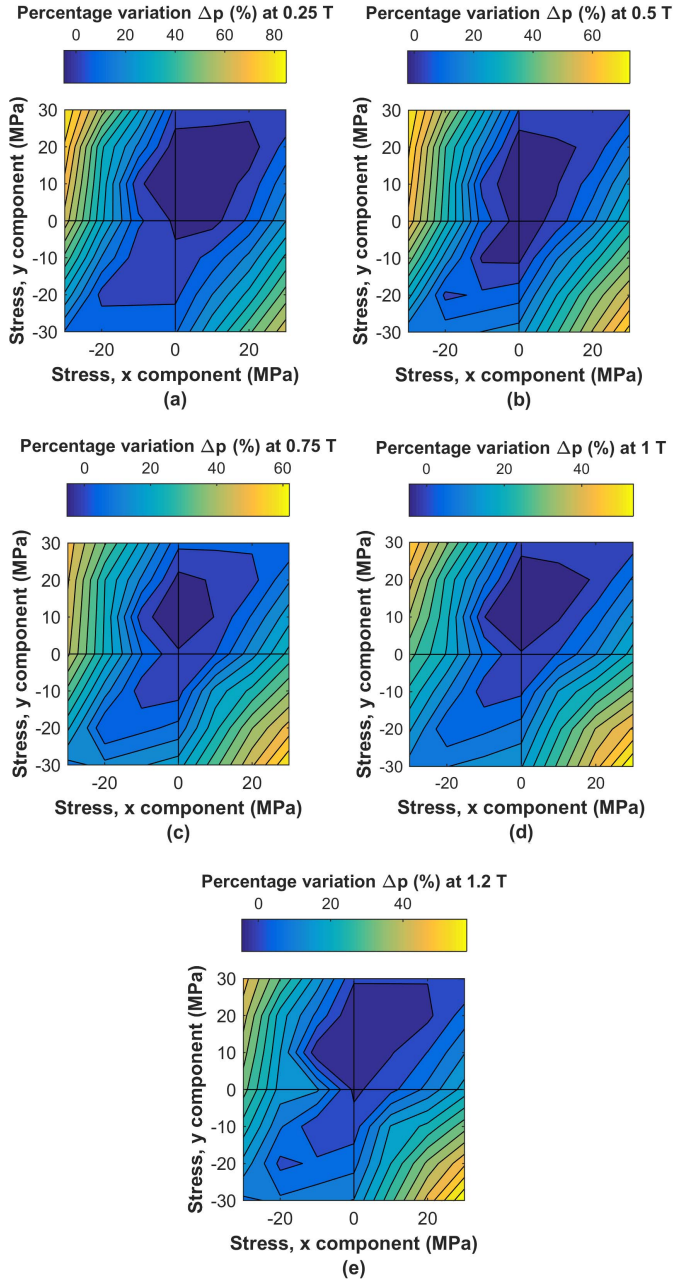 Percentage variation Δp (%) at 0.25 T
0 20 40 60 80
30
20
10
0
-10
-20
-30
Stress, y component (MPa)
-20 0 20
Stress, x component (MPa)
(a)
Percentage variation Δp (%) at 0.5 T
0 20 40 60
30
20
10
0
-10
-20
-30
Stress, y component (MPa)
-20 0 20
Stress, x component (MPa)
(b)
Percentage variation Δp (%) at 0.75 T
0 20 40 60
30
20
10
0
-10
-20
-30
Stress, y component (MPa)
-20 0 20
Stress, x component (MPa)
(c)
Percentage variation Δp (%) at 1 T
0 20 40
30
20
10
0
-10
-20
-30
Stress, y component (MPa)
-20 0 20
Stress, x component (MPa)
(d)
Percentage variation Δp (%) at 1.2 T
0 20 40
30
20
10
0
-10
-20
-30
Stress, y component (MPa)
-20 0 20
Stress, x component (MPa)
(e)